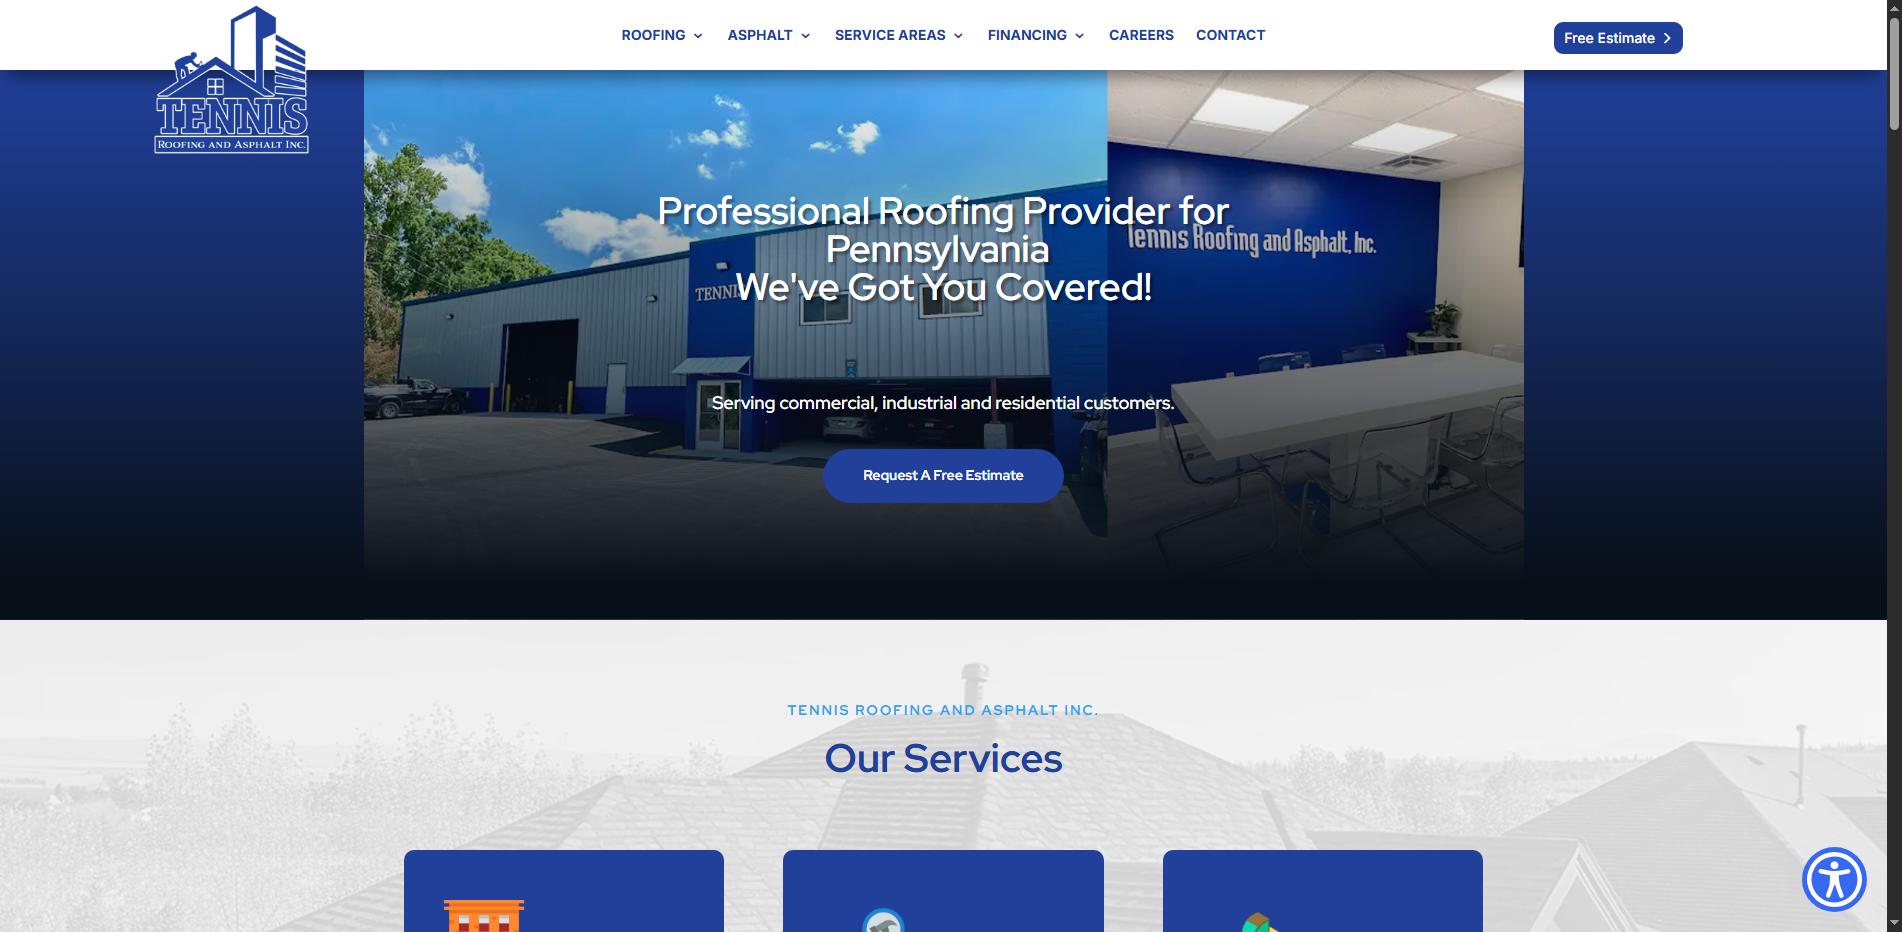 ROOFING
ASPHALT
SERVICE AREAS
FINANCING
CAREERS
CONTACT
Free Estimate
TENNIS
ROOFING AND ASPHALT INC.
Professional Roofing Provider for
Pennsylvania
We've Got You Covered!
Tennis Roofing and Asphalt, Inc.
TENNIS
Serving commercial, industrial and residential customers.
Request A Free Estimate
TENNIS ROOFING AND ASPHALT INC.
Our Services